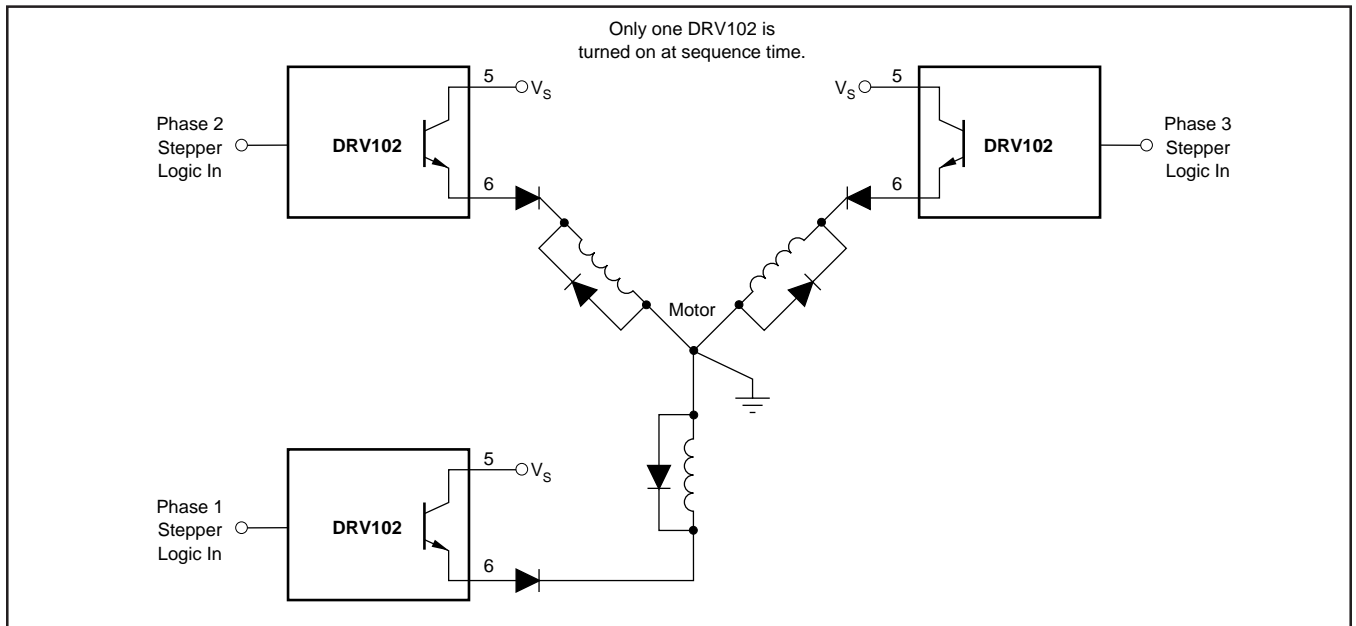 Only one DRV102 is
turned on at sequence time.
5
V_S
Phase 2
Stepper
Logic In
DRV102
6
5
V_S
Phase 3
Stepper
Logic In
DRV102
6
Motor
5
V_S
Phase 1
Stepper
Logic In
DRV102
6